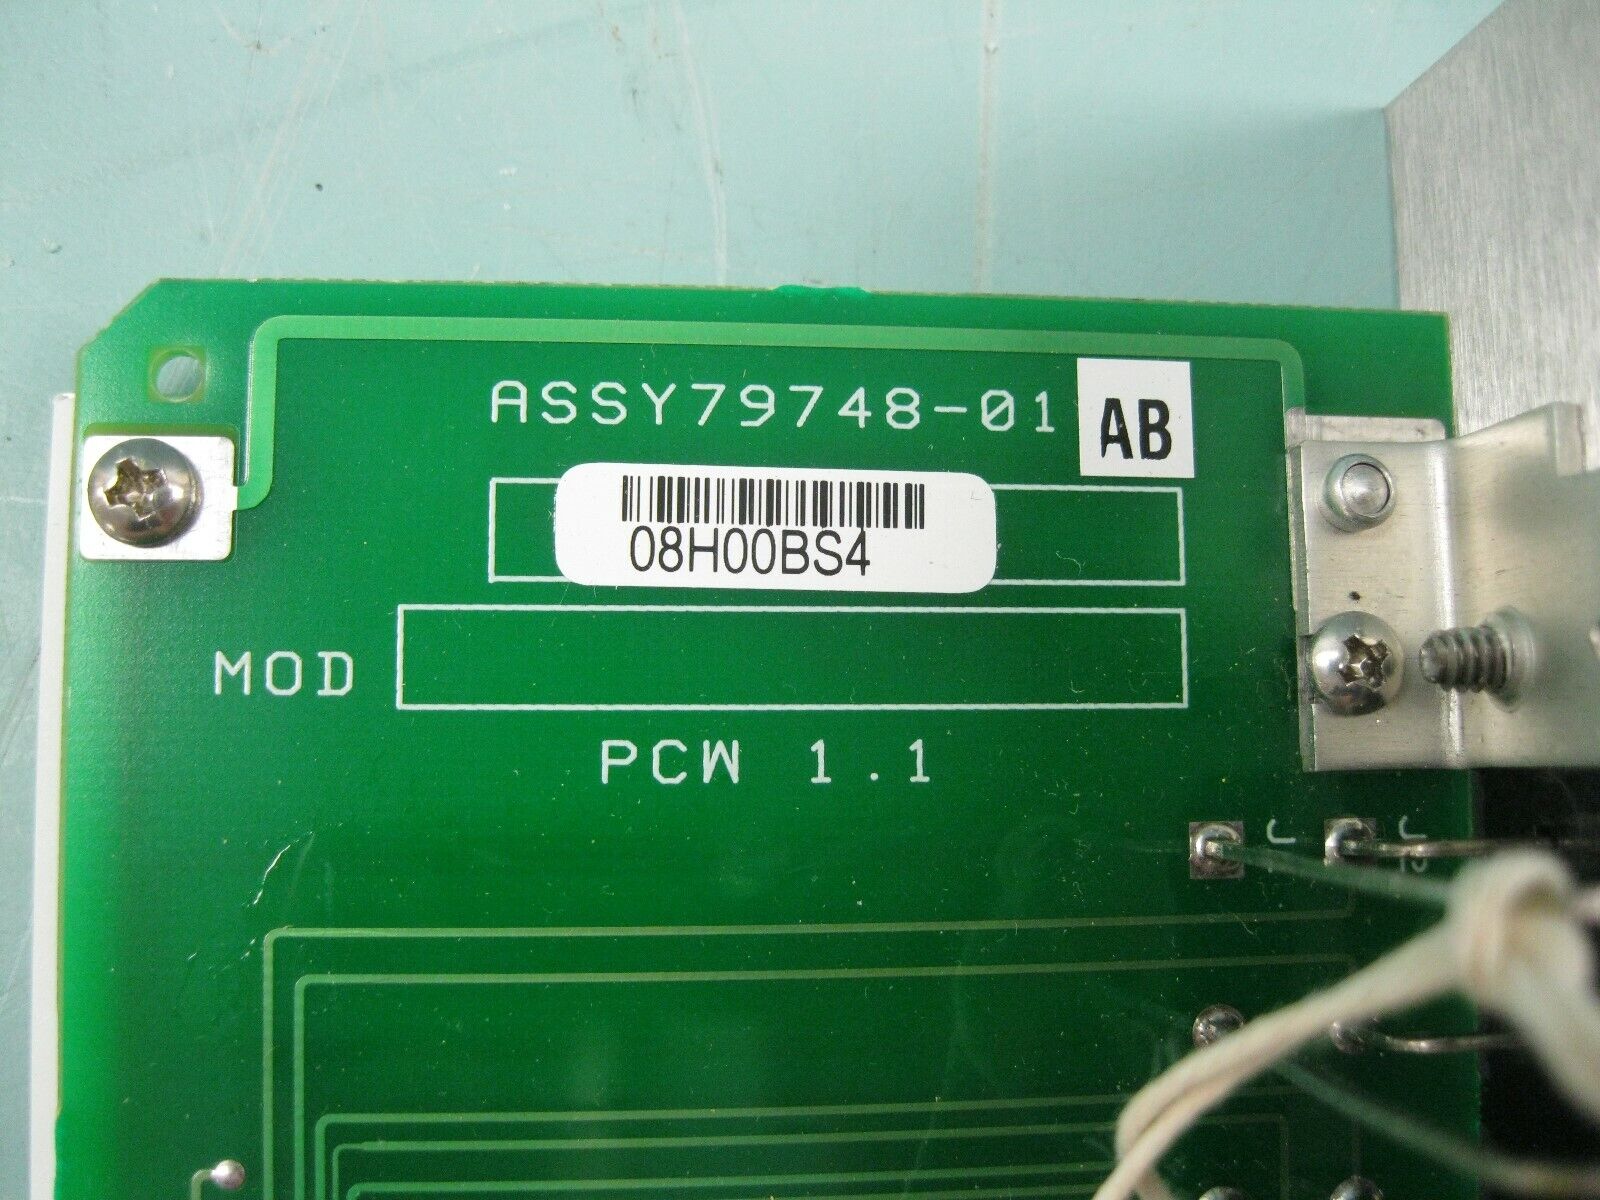 ASSY79748-01 AB
08H00BS4
MOD
PCW 1.1
J